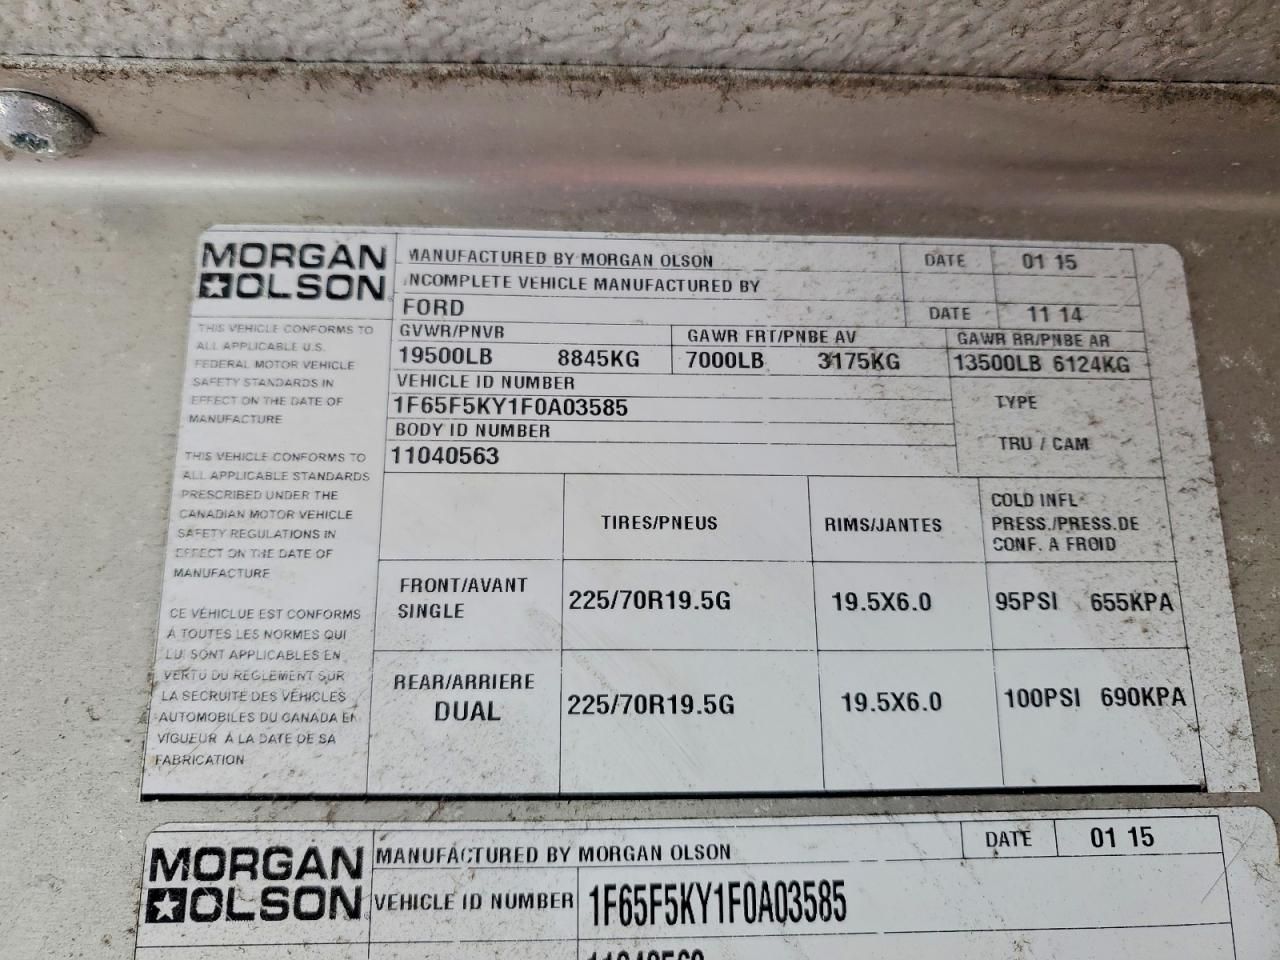 MORGAN
OLSON
MANUFACTURED BY MORGAN OLSON DATE 01 15
INCOMPLETE VEHICLE MANUFACTURED BY
FORD DATE 11 14
GVWR/PNVR GAWR FRT/PNBE AV GAWR RR/PNBE AR
19500LB 8845KG 7000LB 3175KG 13500LB 6124KG
VEHICLE ID NUMBER
1F65F5KY1F0A03585 TYPE
BODY ID NUMBER TRU / CAM
11040563
THIS VEHICLE CONFORMS TO
ALL APPLICABLE U.S.
FEDERAL MOTOR VEHICLE
SAFETY STANDARDS IN
EFFECT ON THE DATE OF
MANUFACTURE
THIS VEHICLE CONFORMS TO
ALL APPLICABLE STANDARDS
PRESCRIBED UNDER THE
CANADIAN MOTOR VEHICLE
SAFETY REGULATIONS IN
EFFECT ON THE DATE OF
MANUFACTURE
CE VÉHICLUE EST CONFORMS
À TOUTES LES NORMES QUI
LUI SONT APPLICABLES EN
VERTU DU REGLEMENT SUR
LA SECRUITE DES VÉHICLES
AUTOMOBILES DU CANADA EN
VIGUEUR À LA DATE DE SA
FABRICATION
TIRES/PNEUS RIMS/JANTES COLD INFL
PRESS./PRESS.DE
CONF. A FROID
FRONT/AVANT
SINGLE 225/70R19.5G 19.5X6.0 95PSI 655KPA
REAR/ARRIERE
DUAL 225/70R19.5G 19.5X6.0 100PSI 690KPA
MORGAN
OLSON
MANUFACTURED BY MORGAN OLSON DATE 01 15
VEHICLE ID NUMBER 1F65F5KY1F0A03585
11040563